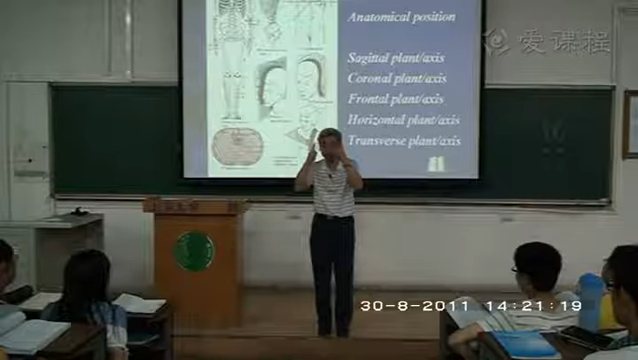 Anatomical position
爱课程
Sagittal plant/axis
Coronal plant/axis
Frontal plant/axis
Horizontal plant/axis
Transverse plant/axis
30-8-2011 14:21:19